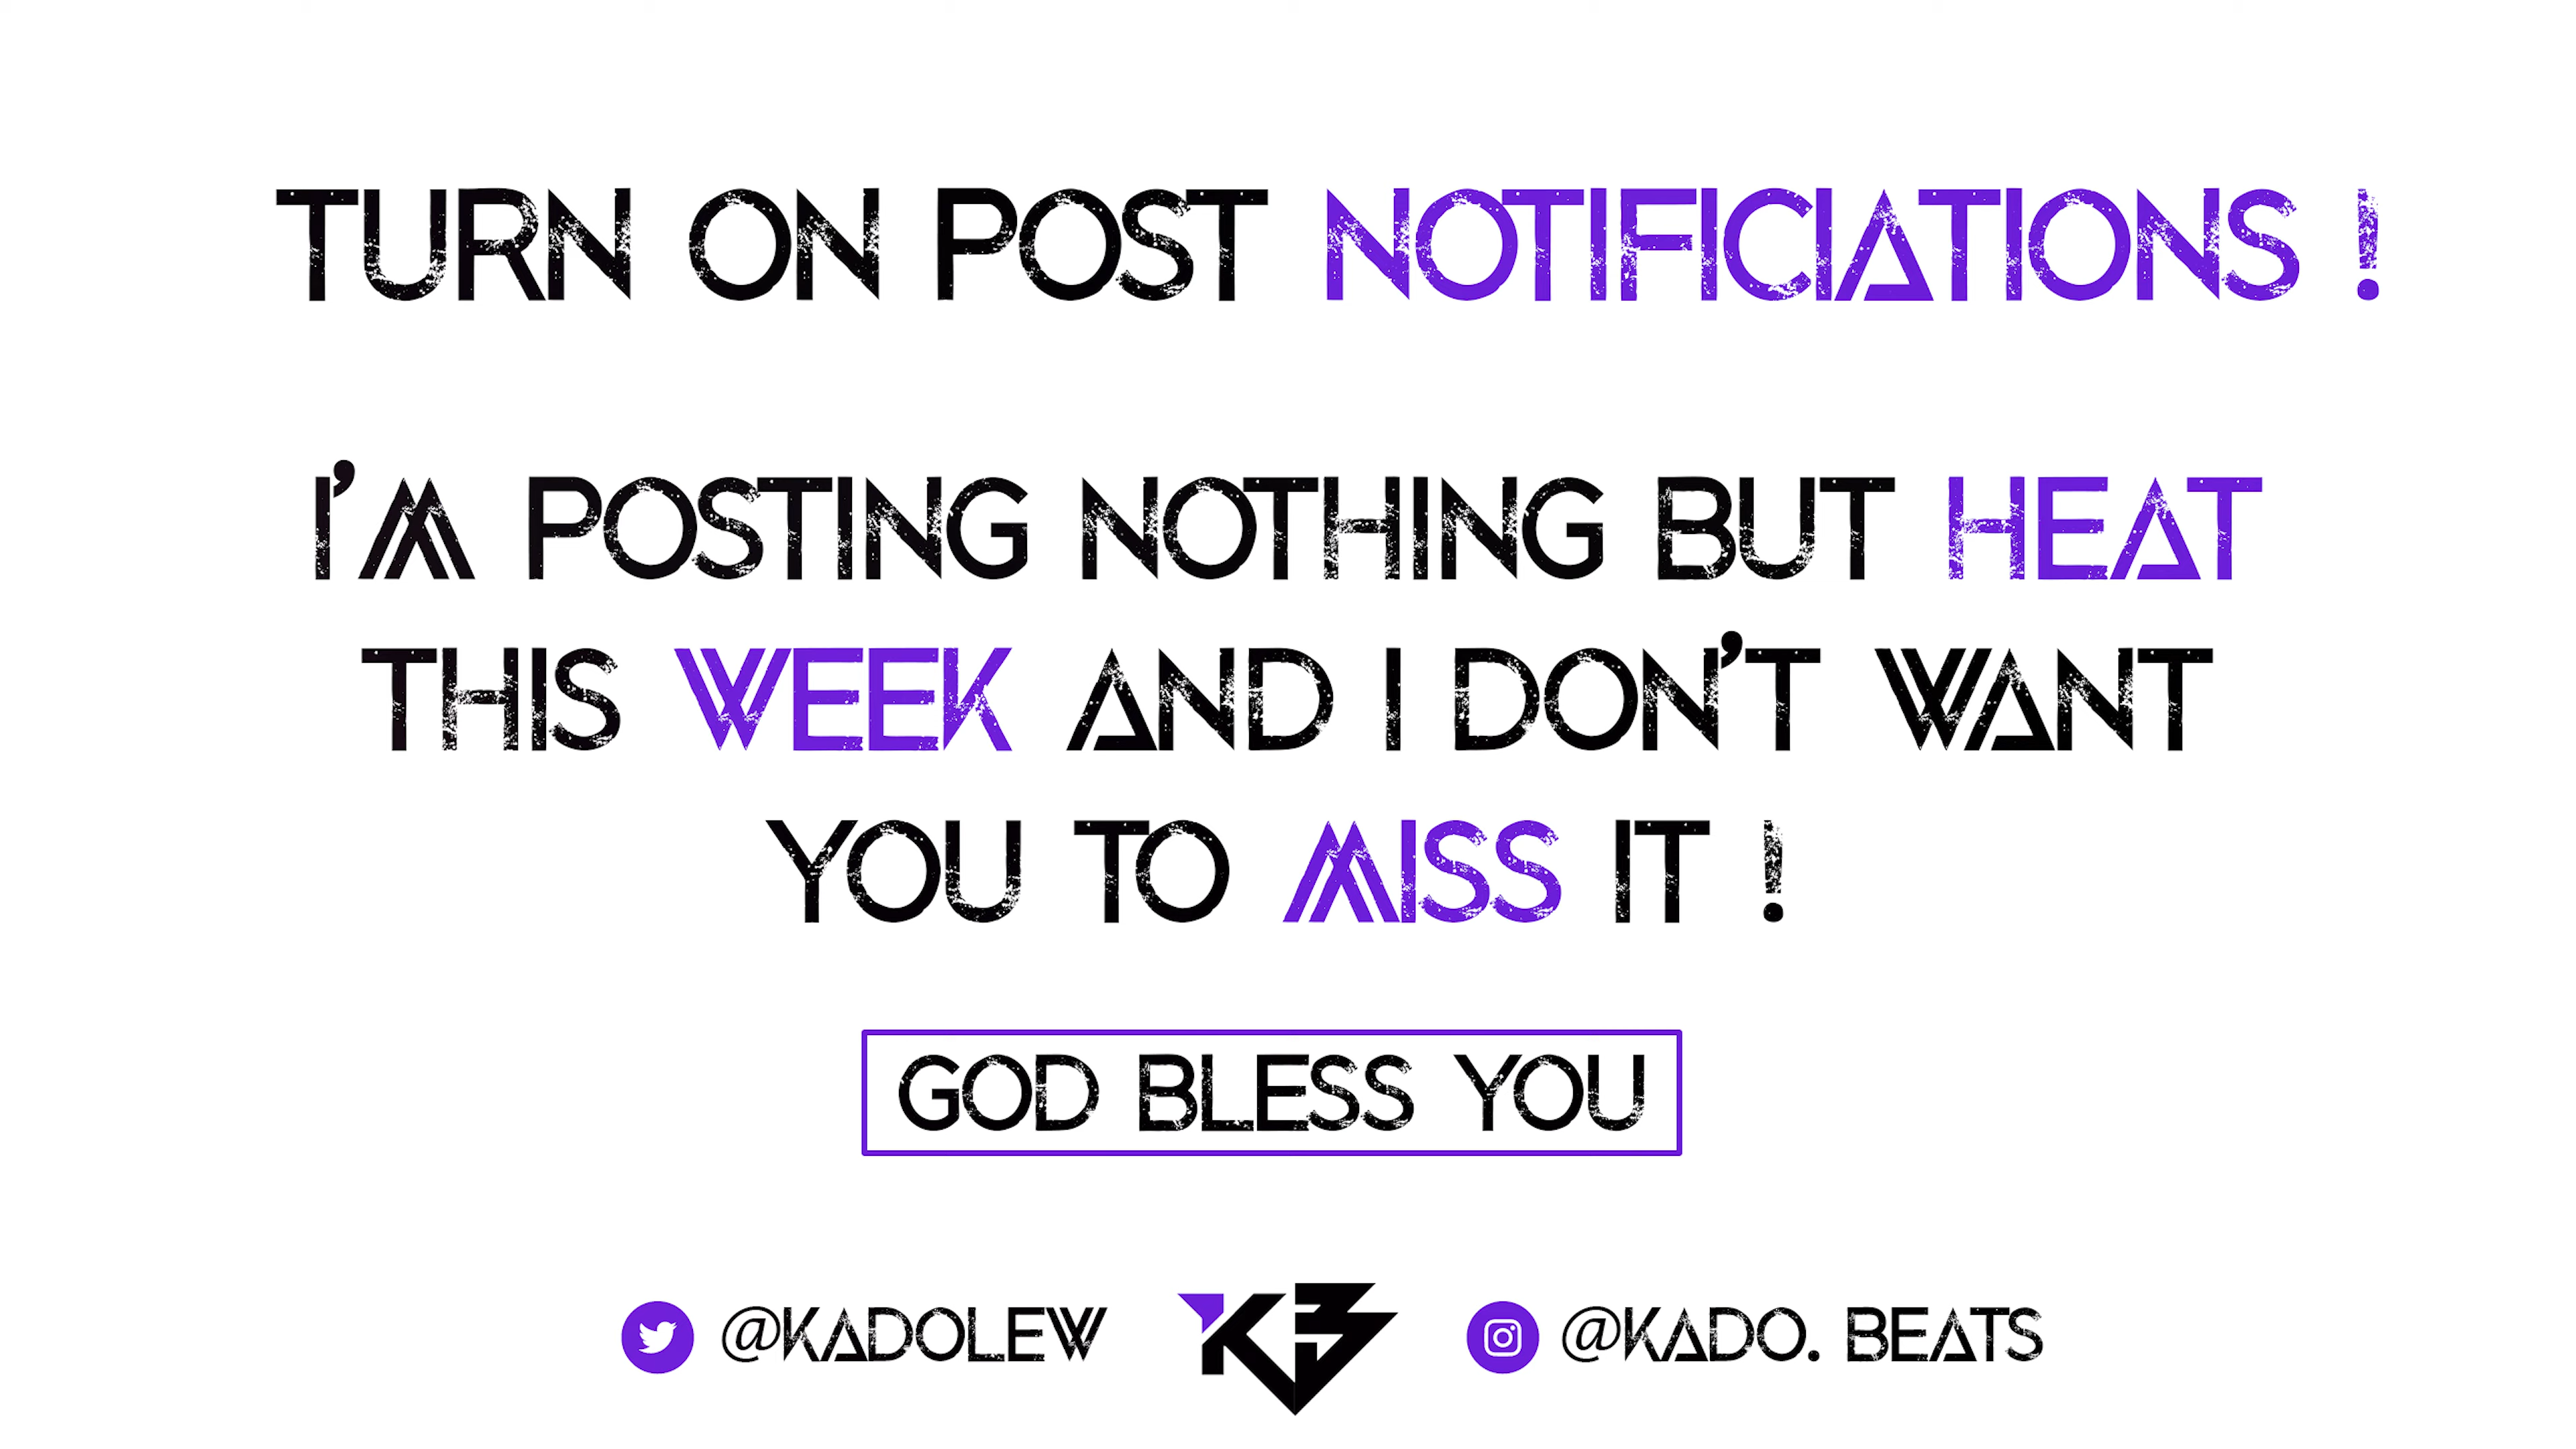 TURN ON POST NOTIFICIATIONS !
I'M POSTING NOTHING BUT HEAT
THIS WEEK AND I DON'T WANT
YOU TO MISS IT !
GOD BLESS YOU
@KADOLEW KB @KADO. BEATS